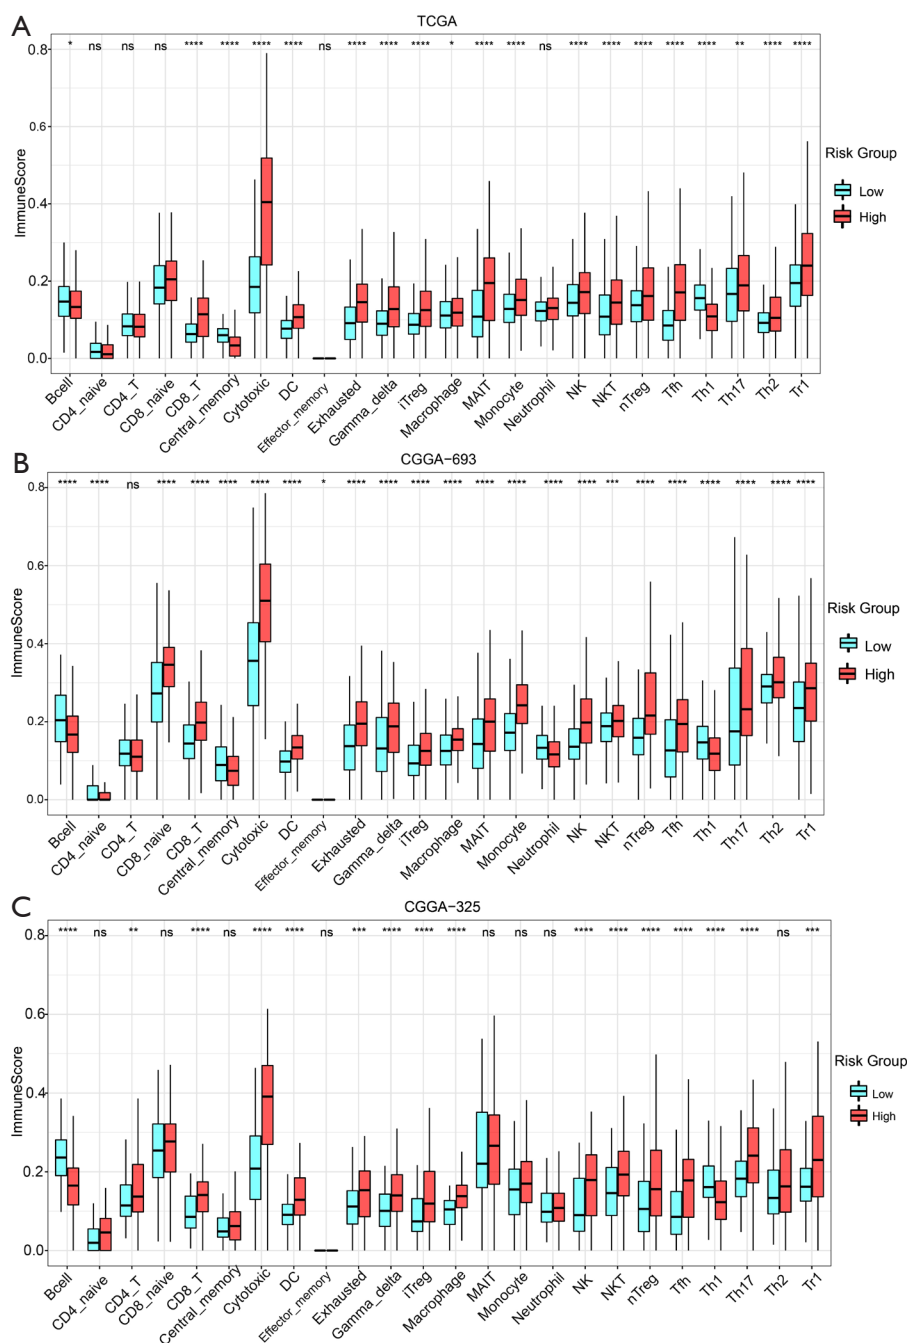 A
TCGA
* ns ns ns **** **** **** **** ns **** **** **** * **** **** ns **** **** **** **** **** ** **** ****
0.8
0.6
0.4
0.2
0.0
ImmuneScore
Risk Group
Low
High
Bcell CD4_naive CD4_T CD8_naive CD8_T Central_memory Cytotoxic DC Effector_memory Exhausted Gamma_delta iTreg Macrophage MAIT Monocyte Neutrophil NK NKT nTreg Tfh Th1 Th17 Th2 Tr1
B
CGGA-693
**** **** ns **** **** **** **** **** * **** **** **** **** **** **** **** **** *** **** **** **** **** **** ****
0.8
0.6
0.4
0.2
0.0
ImmuneScore
Risk Group
Low
High
Bcell CD4_naive CD4_T CD8_naive CD8_T Central_memory Cytotoxic DC Effector_memory Exhausted Gamma_delta iTreg Macrophage MAIT Monocyte Neutrophil NK NKT nTreg Tfh Th1 Th17 Th2 Tr1
C
CGGA-325
**** ns ** ns **** ns **** **** ns *** **** **** **** ns ns ns **** **** **** **** **** **** ns ***
0.8
0.6
0.4
0.2
0.0
ImmuneScore
Risk Group
Low
High
Bcell CD4_naive CD4_T CD8_naive CD8_T Central_memory Cytotoxic DC Effector_memory Exhausted Gamma_delta iTreg Macrophage MAIT Monocyte Neutrophil NK NKT nTreg Tfh Th1 Th17 Th2 Tr1